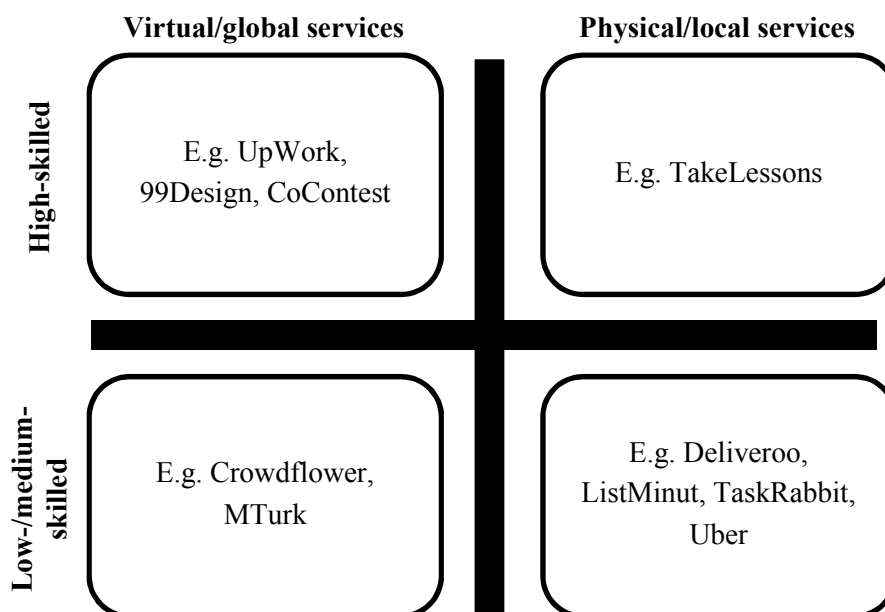 Virtual/global services
Physical/local services
High-skilled
E.g. UpWork,
99Design, CoContest
E.g. TakeLessons
Low-/medium-
skilled
E.g. Crowdflower,
MTurk
E.g. Deliveroo,
ListMinut, TaskRabbit,
Uber